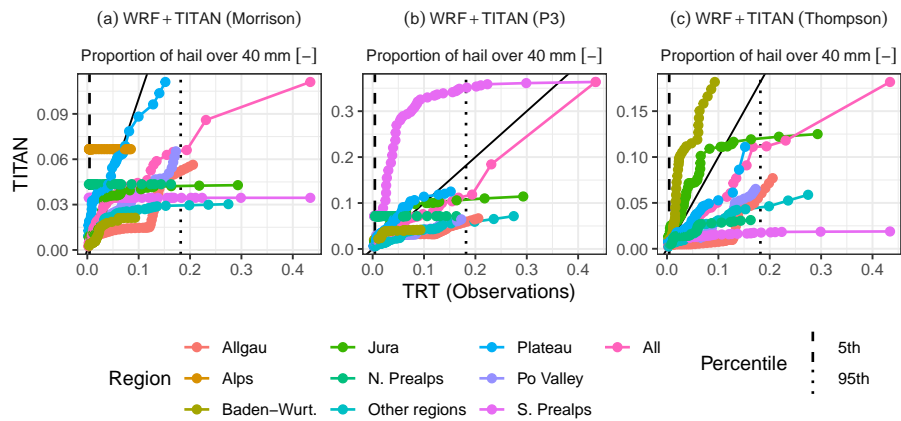 (a) WRF+TITAN (Morrison)
(b) WRF+TITAN (P3)
(c) WRF+TITAN (Thompson)
Proportion of hail over 40 mm [−]
Proportion of hail over 40 mm [−]
Proportion of hail over 40 mm [−]
TITAN
0.09
0.06
0.03
0.00
0.3
0.2
0.1
0.0
0.15
0.10
0.05
0.00
0.0 0.1 0.2 0.3 0.4
0.0 0.1 0.2 0.3 0.4
0.0 0.1 0.2 0.3 0.4
TRT (Observations)
Region
Allgau
Alps
Baden−Wurt.
Jura
N. Prealps
Other regions
Plateau
Po Valley
S. Prealps
All
Percentile
5th
95th